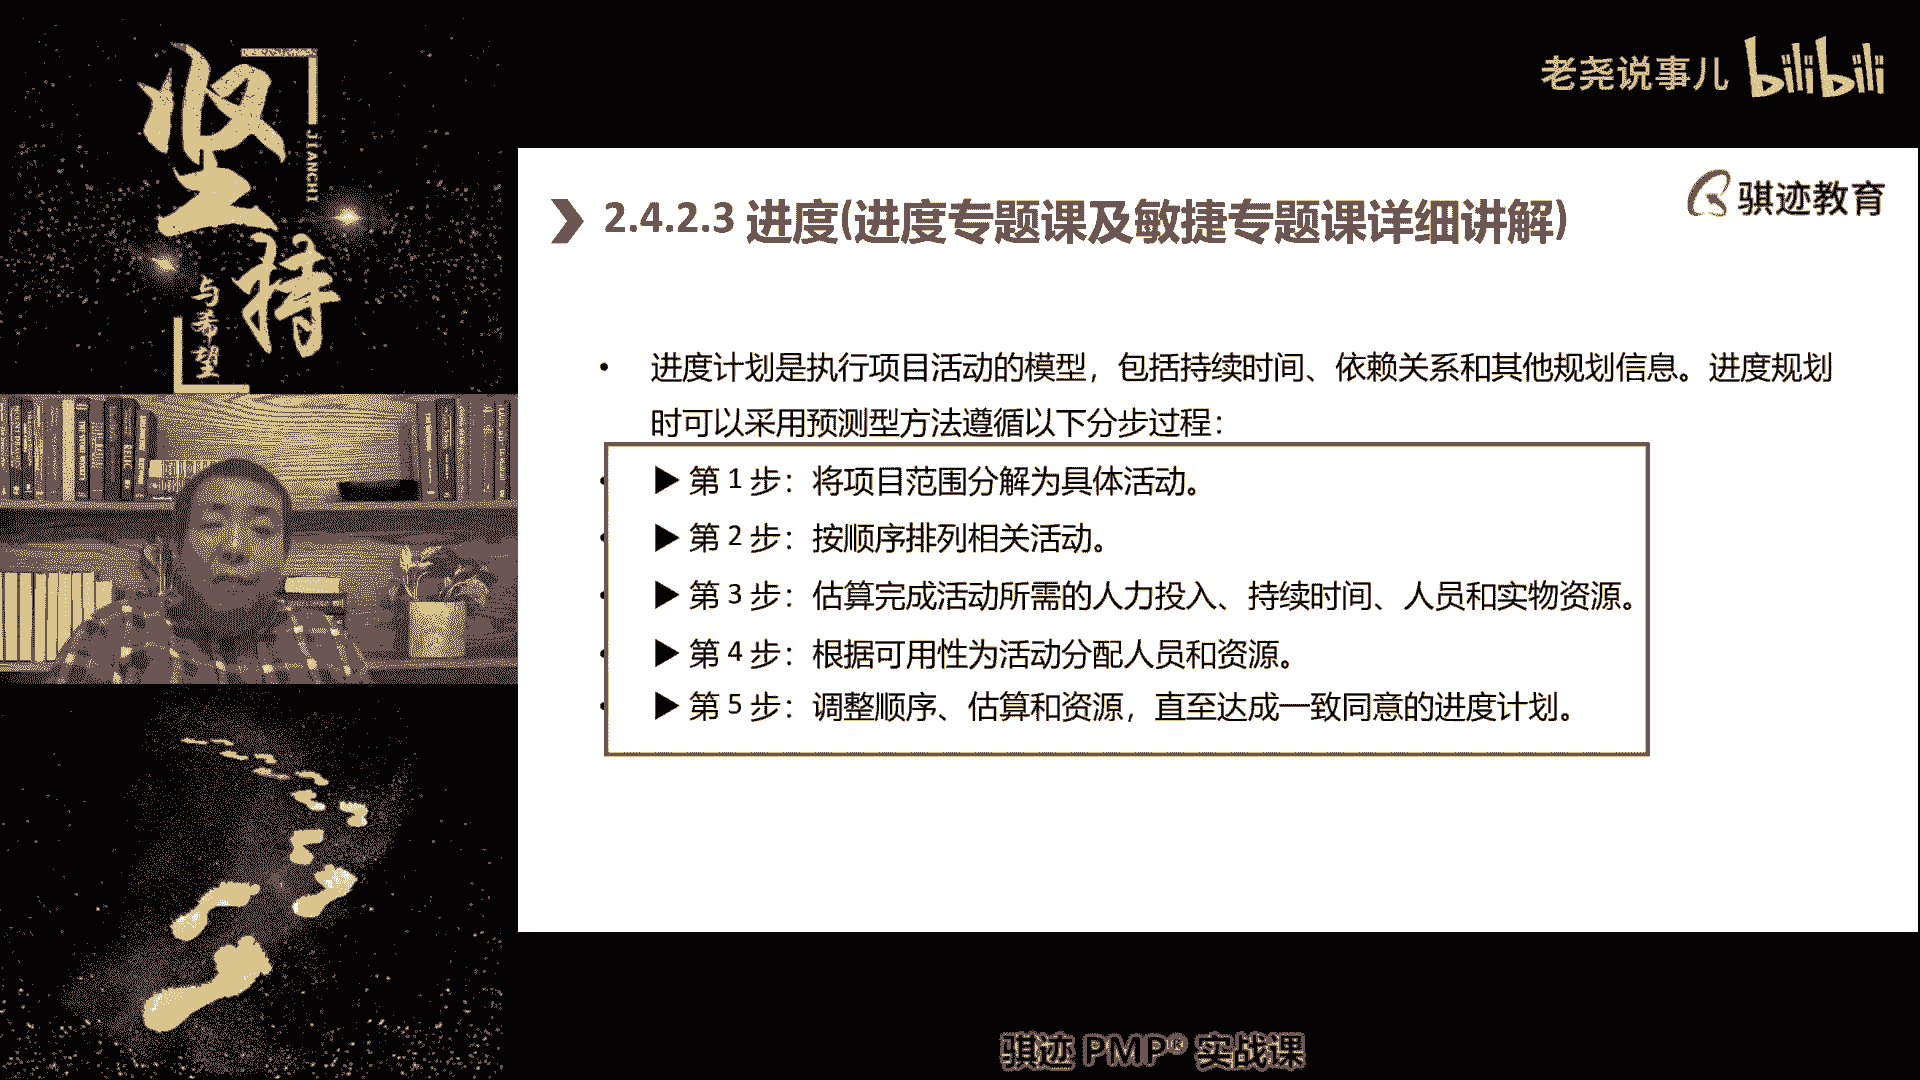 坚持
JIANCHI
与希望
老尧说事儿 bilibili
骐迹教育
2.4.2.3 进度(进度专题课及敏捷专题课详细讲解)
• 进度计划是执行项目活动的模型，包括持续时间、依赖关系和其他规划信息。进度规划
时可以采用预测型方法遵循以下分步过程：
▶ 第 1 步：将项目范围分解为具体活动。
▶ 第 2 步：按顺序排列相关活动。
▶ 第 3 步：估算完成活动所需的人力投入、持续时间、人员和实物资源。
▶ 第 4 步：根据可用性为活动分配人员和资源。
▶ 第 5 步：调整顺序、估算和资源，直至达成一致同意的进度计划。
骐迹 PMP® 实战课